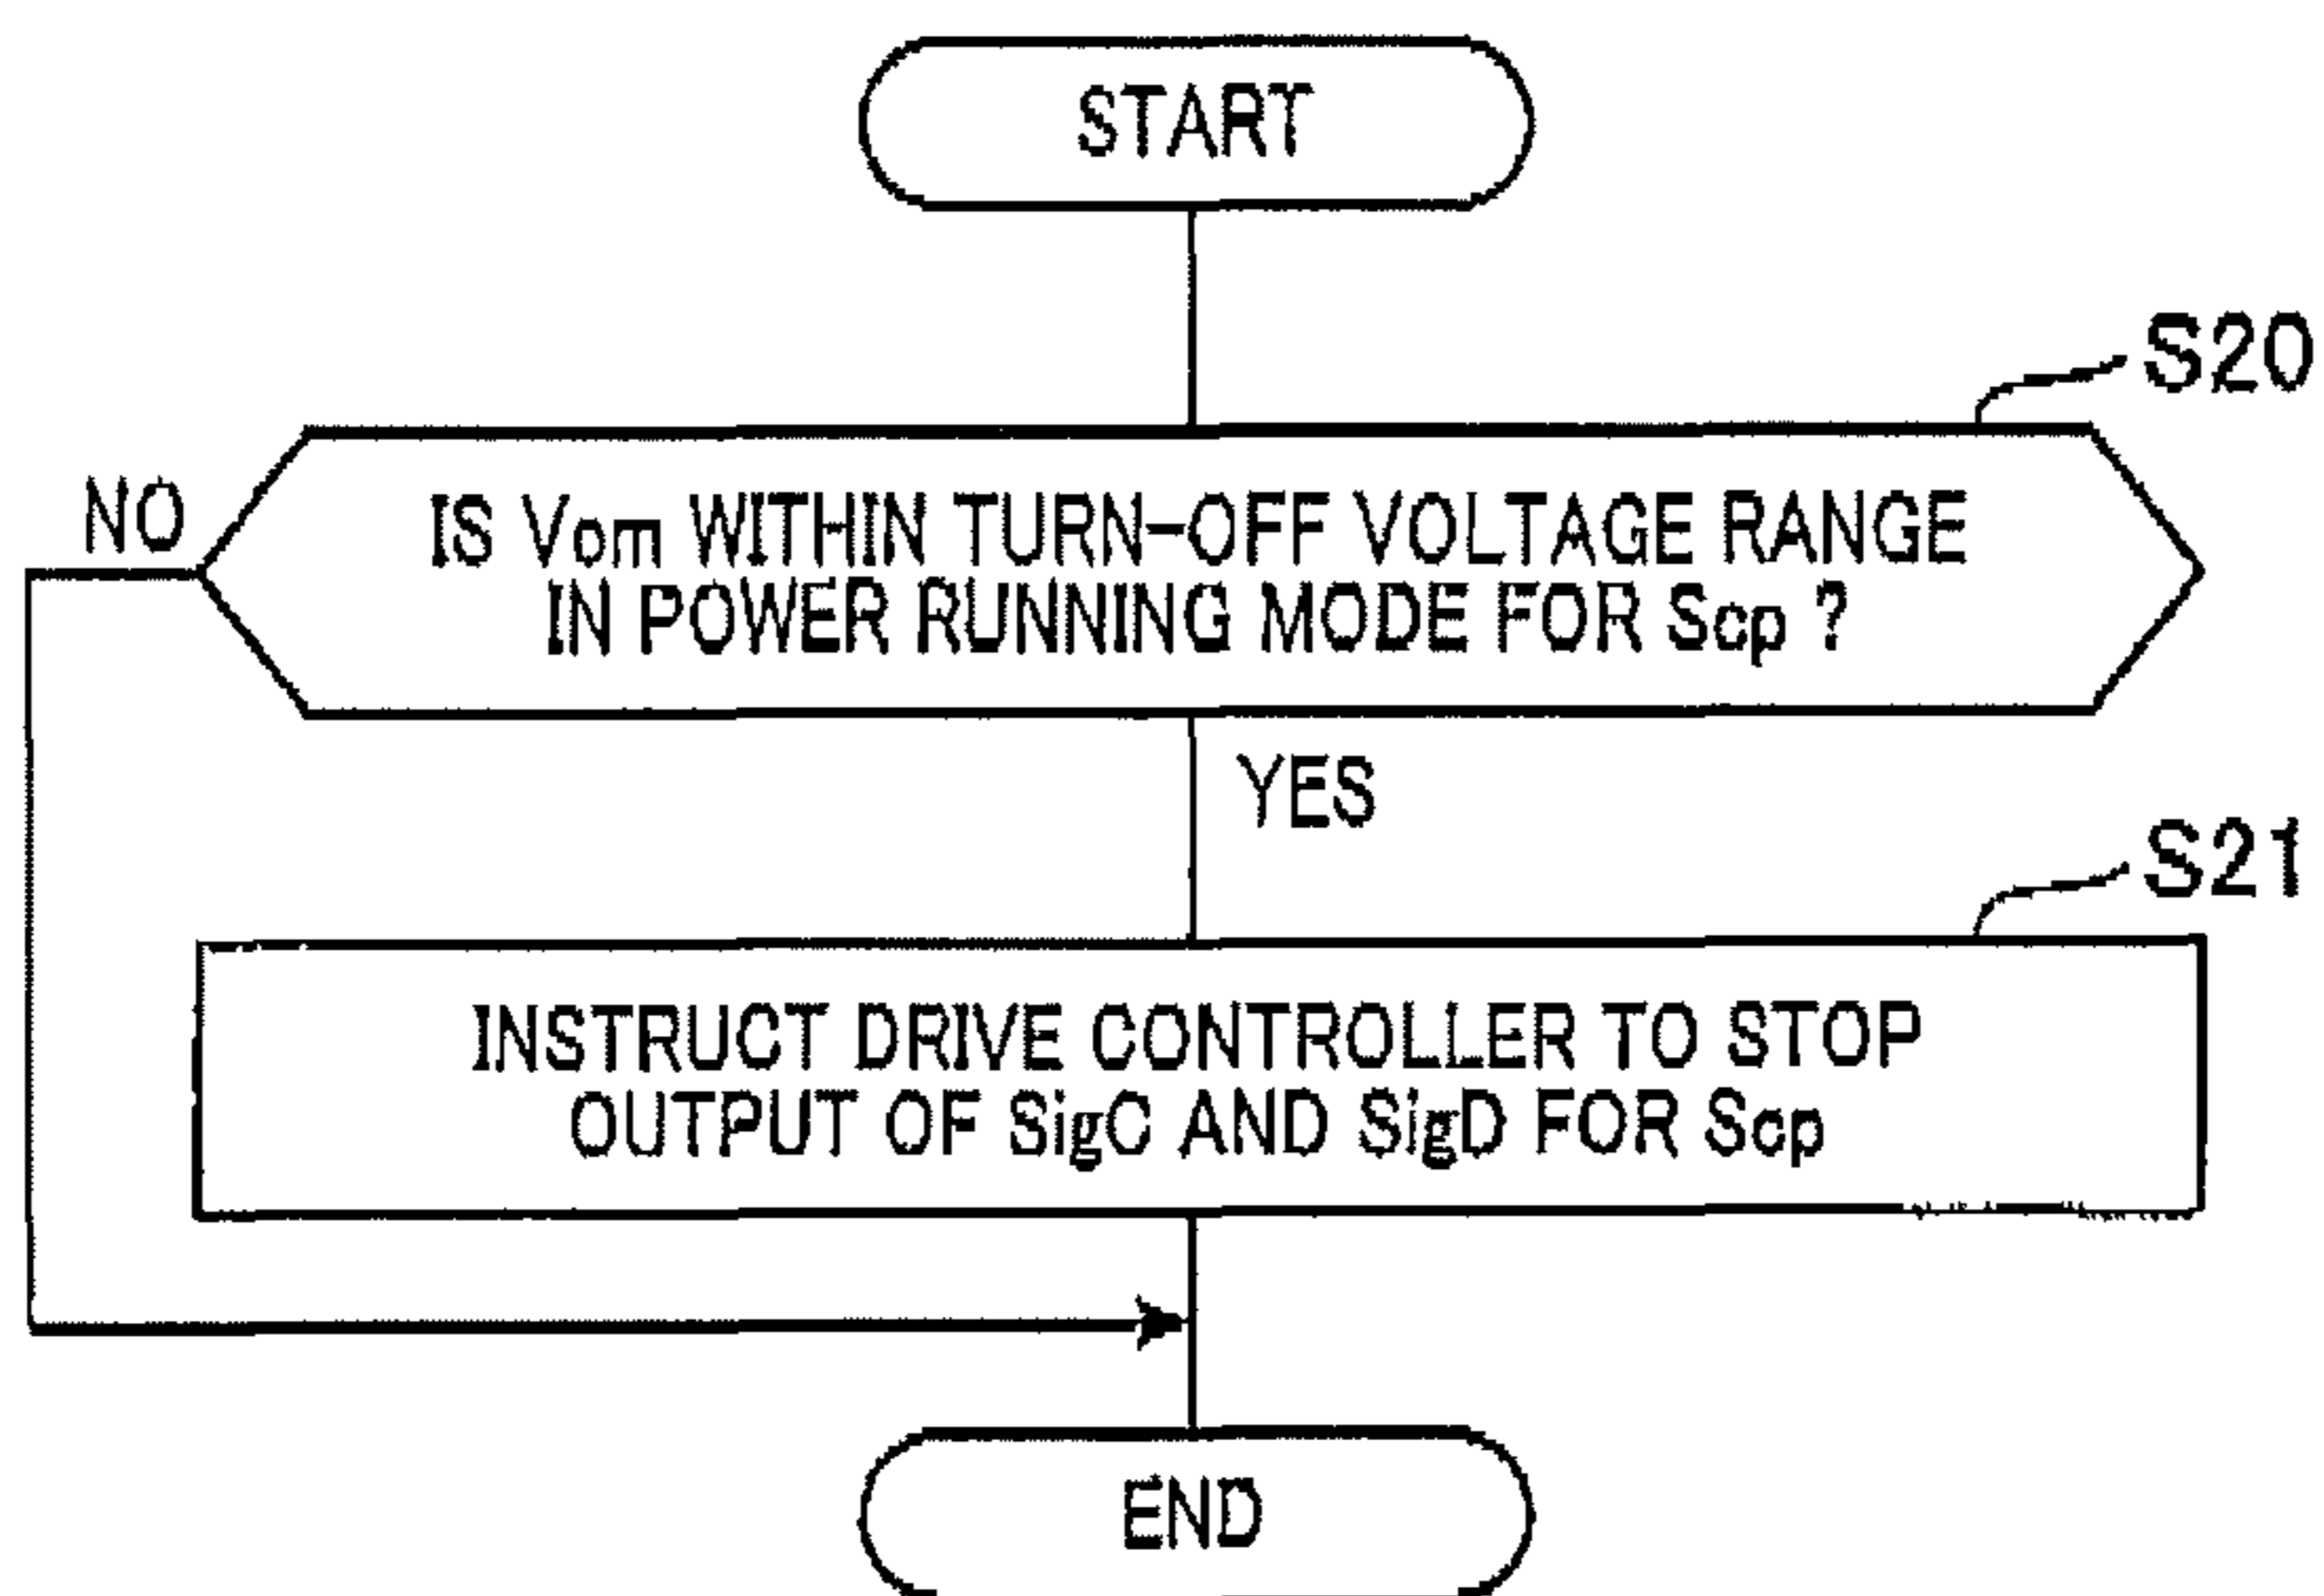 START
S20
NO
IS Vom WITHIN TURN-OFF VOLTAGE RANGE
IN POWER RUNNING MODE FOR Scp ?
YES
S21
INSTRUCT DRIVE CONTROLLER TO STOP
OUTPUT OF SigC AND SigD FOR Scp
END